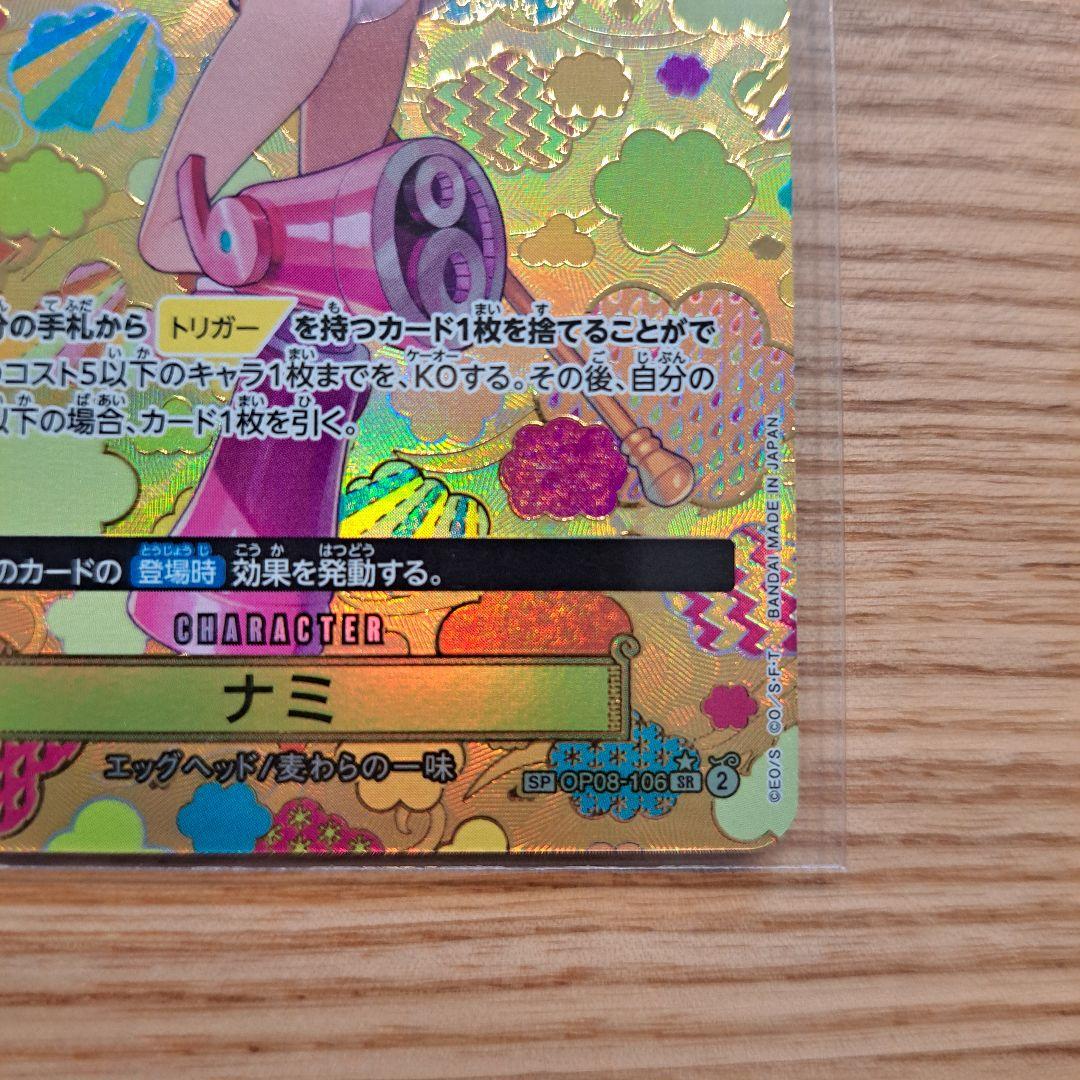 の手札から トリガー を持つカード1枚を捨てることがで
コスト5以下のキャラ1枚までを、KOする。その後、自分の
以下の場合、カード1枚を引く。
のカードの 登場時 効果を発動する。
CHARACTER
ナミ
エッグヘッド/麦わらの一味
SP OP08-106 SR ★ 2
©EO/S ©O/S・F・T BANDAI MADE IN JAPAN